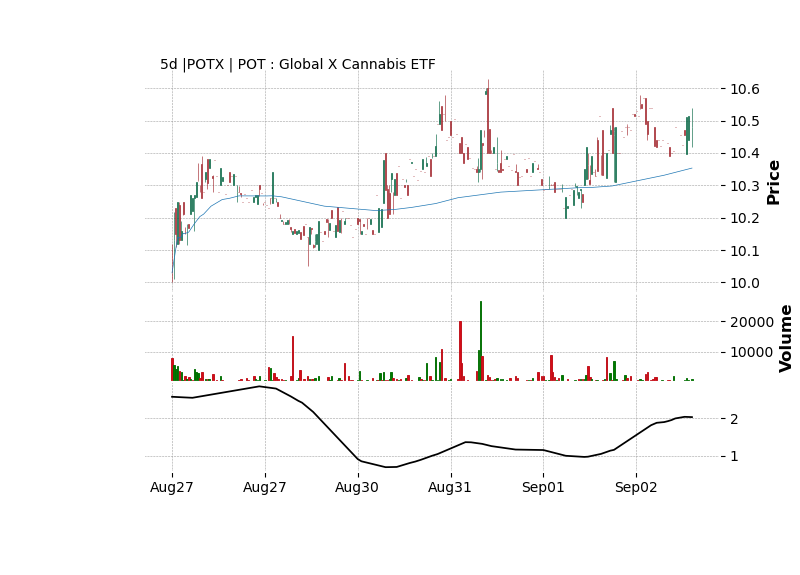 5d |POTX | POT : Global X Cannabis ETF
10.6
10.5
10.4
10.3
10.2
10.1
10.0
Price
20000
10000
Volume
2
1
Aug27 Aug27 Aug30 Aug31 Sep01 Sep02